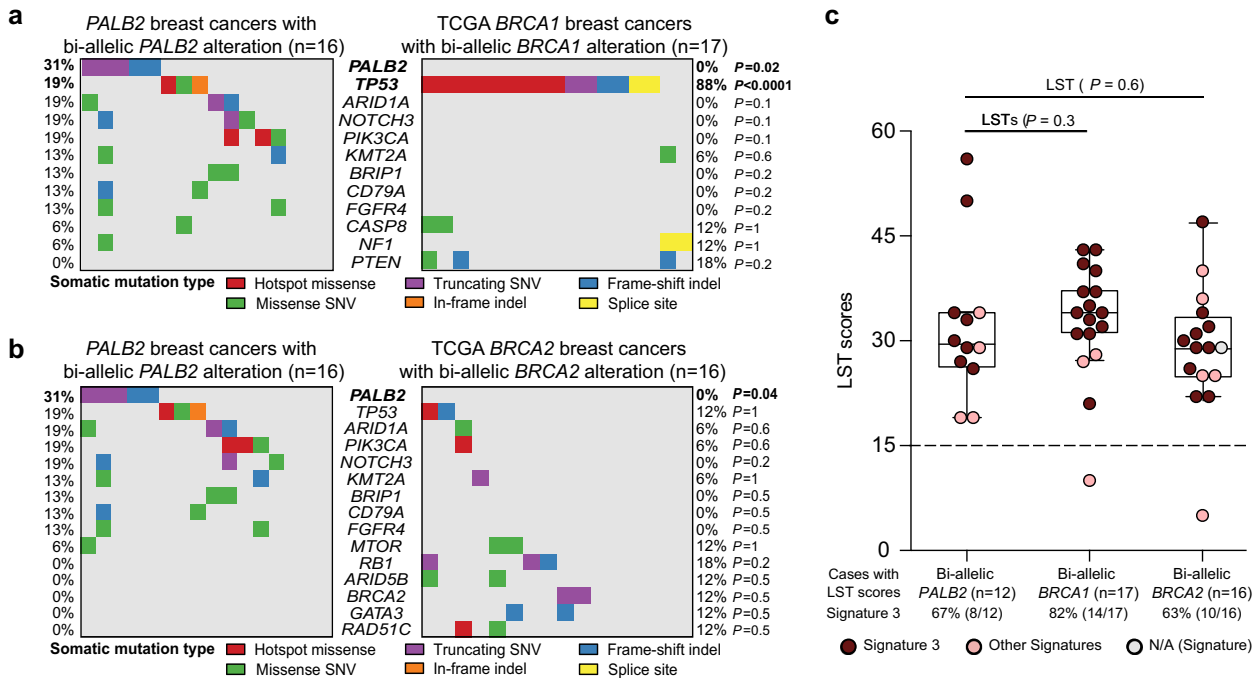 a
PALB2 breast cancers with
bi-allelic PALB2 alteration (n=16)
TCGA BRCA1 breast cancers
with bi-allelic BRCA1 alteration (n=17)
31% PALB2 0% P=0.02
19% TP53 88% P<0.0001
19% ARID1A 0% P=0.1
19% NOTCH3 0% P=0.1
19% PIK3CA 0% P=0.1
13% KMT2A 6% P=0.6
13% BRIP1 0% P=0.2
13% CD79A 0% P=0.2
13% FGFR4 0% P=0.2
6% CASP8 12% P=1
6% NF1 12% P=1
0% PTEN 18% P=0.2
Somatic mutation type
Hotspot missense
Truncating SNV
Frame-shift indel
Missense SNV
In-frame indel
Splice site
b
PALB2 breast cancers with
bi-allelic PALB2 alteration (n=16)
TCGA BRCA2 breast cancers
with bi-allelic BRCA2 alteration (n=16)
31% PALB2 0% P=0.04
19% TP53 12% P=1
19% ARID1A 6% P=0.6
19% PIK3CA 6% P=0.6
19% NOTCH3 0% P=0.2
13% KMT2A 6% P=1
13% BRIP1 0% P=0.5
13% CD79A 0% P=0.5
13% FGFR4 0% P=0.5
6% MTOR 12% P=1
0% RB1 18% P=0.2
0% ARID5B 12% P=0.5
0% BRCA2 12% P=0.5
0% GATA3 12% P=0.5
0% RAD51C 12% P=0.5
Somatic mutation type
Hotspot missense
Truncating SNV
Frame-shift indel
Missense SNV
In-frame indel
Splice site
c
LST ( P = 0.6)
LSTs (P = 0.3
LST scores
60
45
30
15
0
Cases with
LST scores
Signature 3
Bi-allelic
PALB2 (n=12)
67% (8/12)
Bi-allelic
BRCA1 (n=17)
82% (14/17)
Bi-allelic
BRCA2 (n=16)
63% (10/16)
Signature 3
Other Signatures
N/A (Signature)